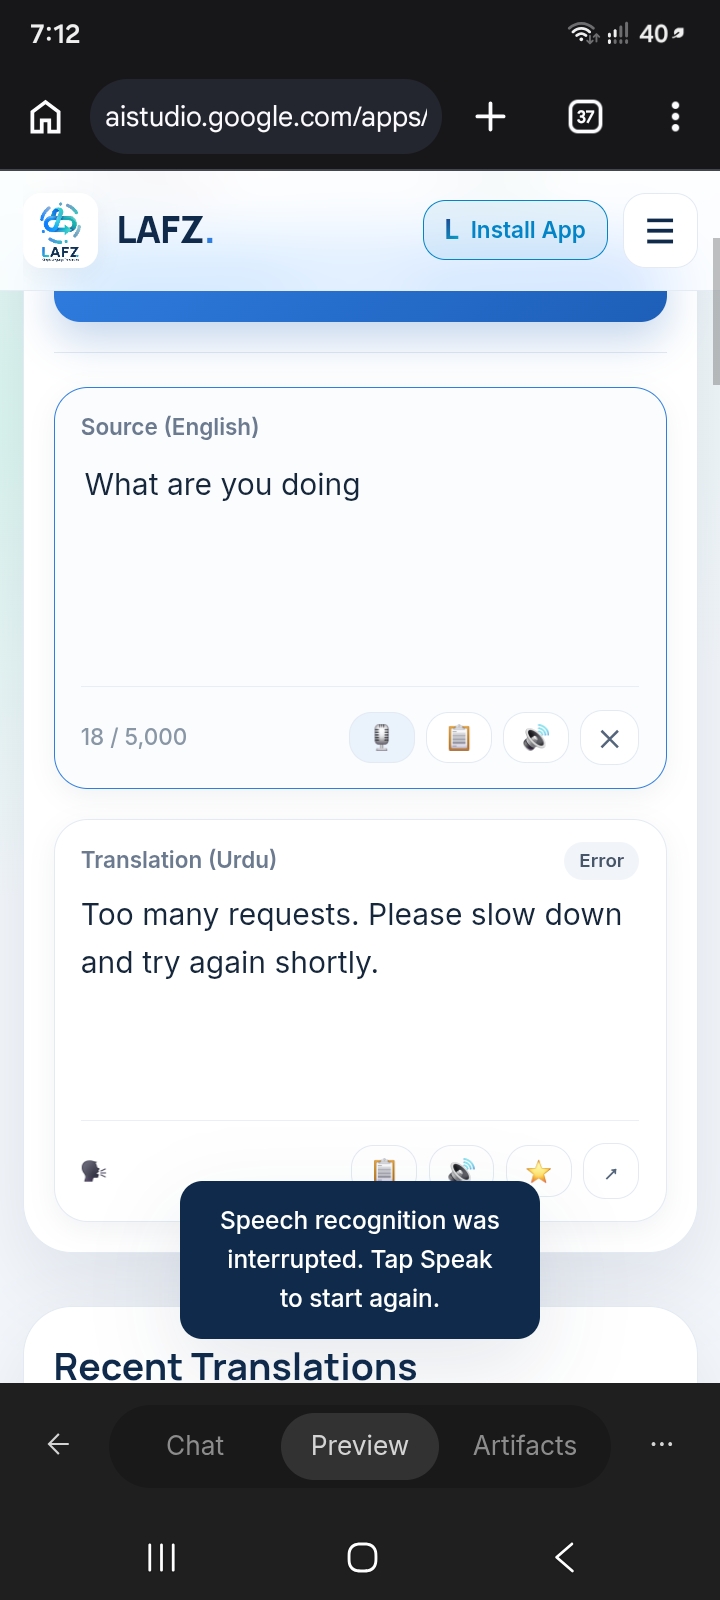 7:12
40
aistudio.google.com/apps/
37
LAFZ
LAFZ.
L Install App
Source (English)
What are you doing
18 / 5,000
Translation (Urdu)
Error
Too many requests. Please slow down
and try again shortly.
Speech recognition was
interrupted. Tap Speak
to start again.
Recent Translations
Chat
Preview
Artifacts